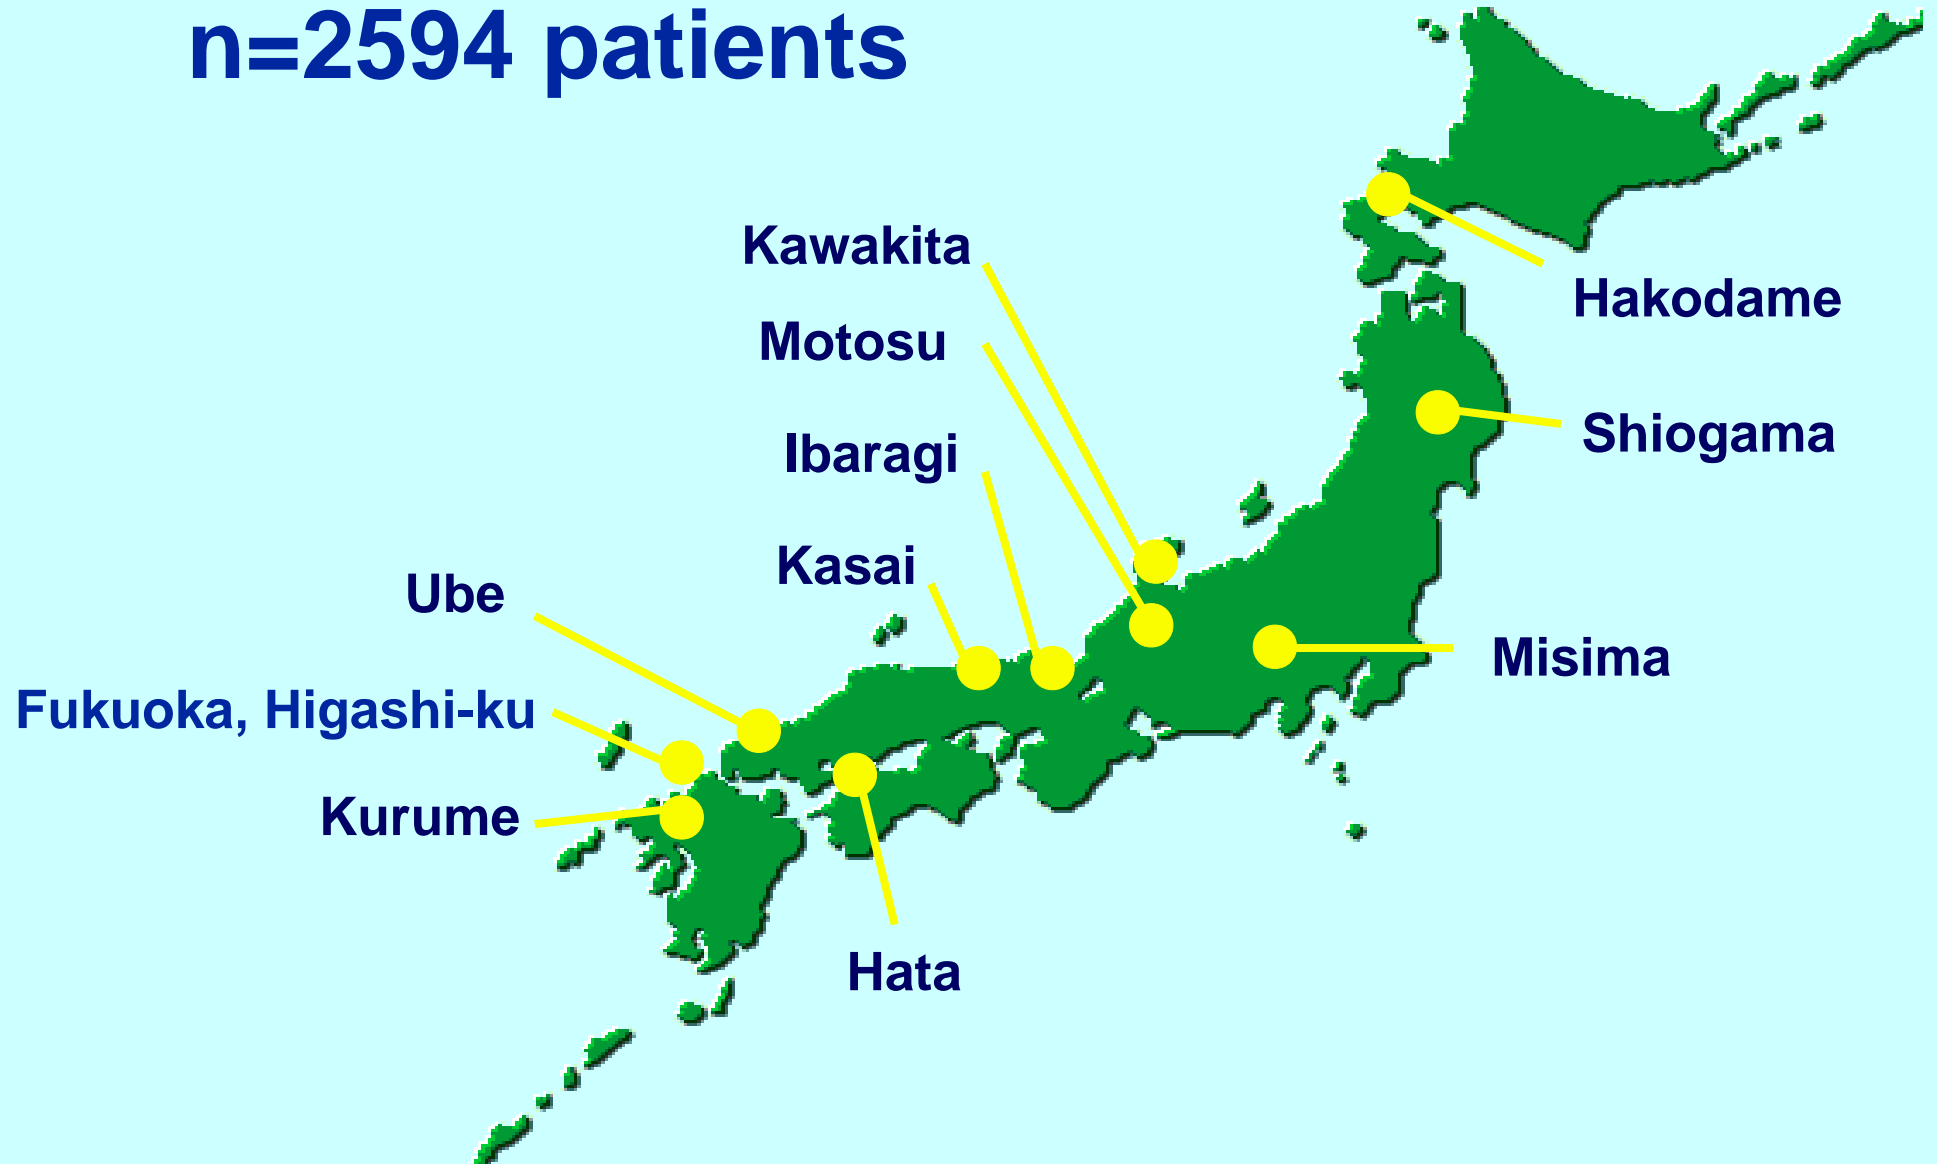 n=2594 patients
Kawakita
Hakodame
Motosu
Shiogama
Ibaragi
Kasai
Ube
Misima
Fukuoka, Higashi-ku
Kurume
Hata